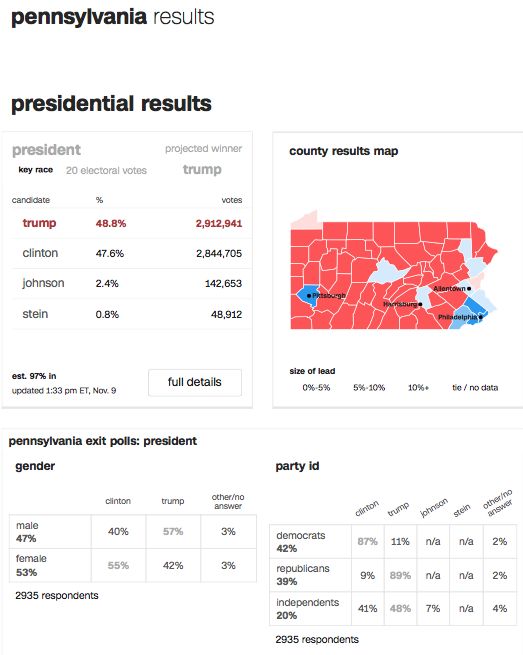 pennsylvania results
presidential results
president projected winner
key race 20 electoral votes trump
candidate % votes
trump 48.8% 2,912,941
clinton 47.6% 2,844,705
johnson 2.4% 142,653
stein 0.8% 48,912
est. 97% in
updated 1:33 pm ET, Nov. 9
full details
county results map
Allentown
Pittsburgh
Harrisburg
Philadelphia
size of lead
0%-5% 5%-10% 10%+ tie / no data
pennsylvania exit polls: president
gender
clinton trump other/no answer
male 47% 40% 57% 3%
female 53% 55% 42% 3%
2935 respondents
party id
clinton trump johnson stein other/no answer
democrats 42% 87% 11% n/a n/a 2%
republicans 39% 9% 89% n/a n/a 2%
independents 20% 41% 48% 7% n/a 4%
2935 respondents